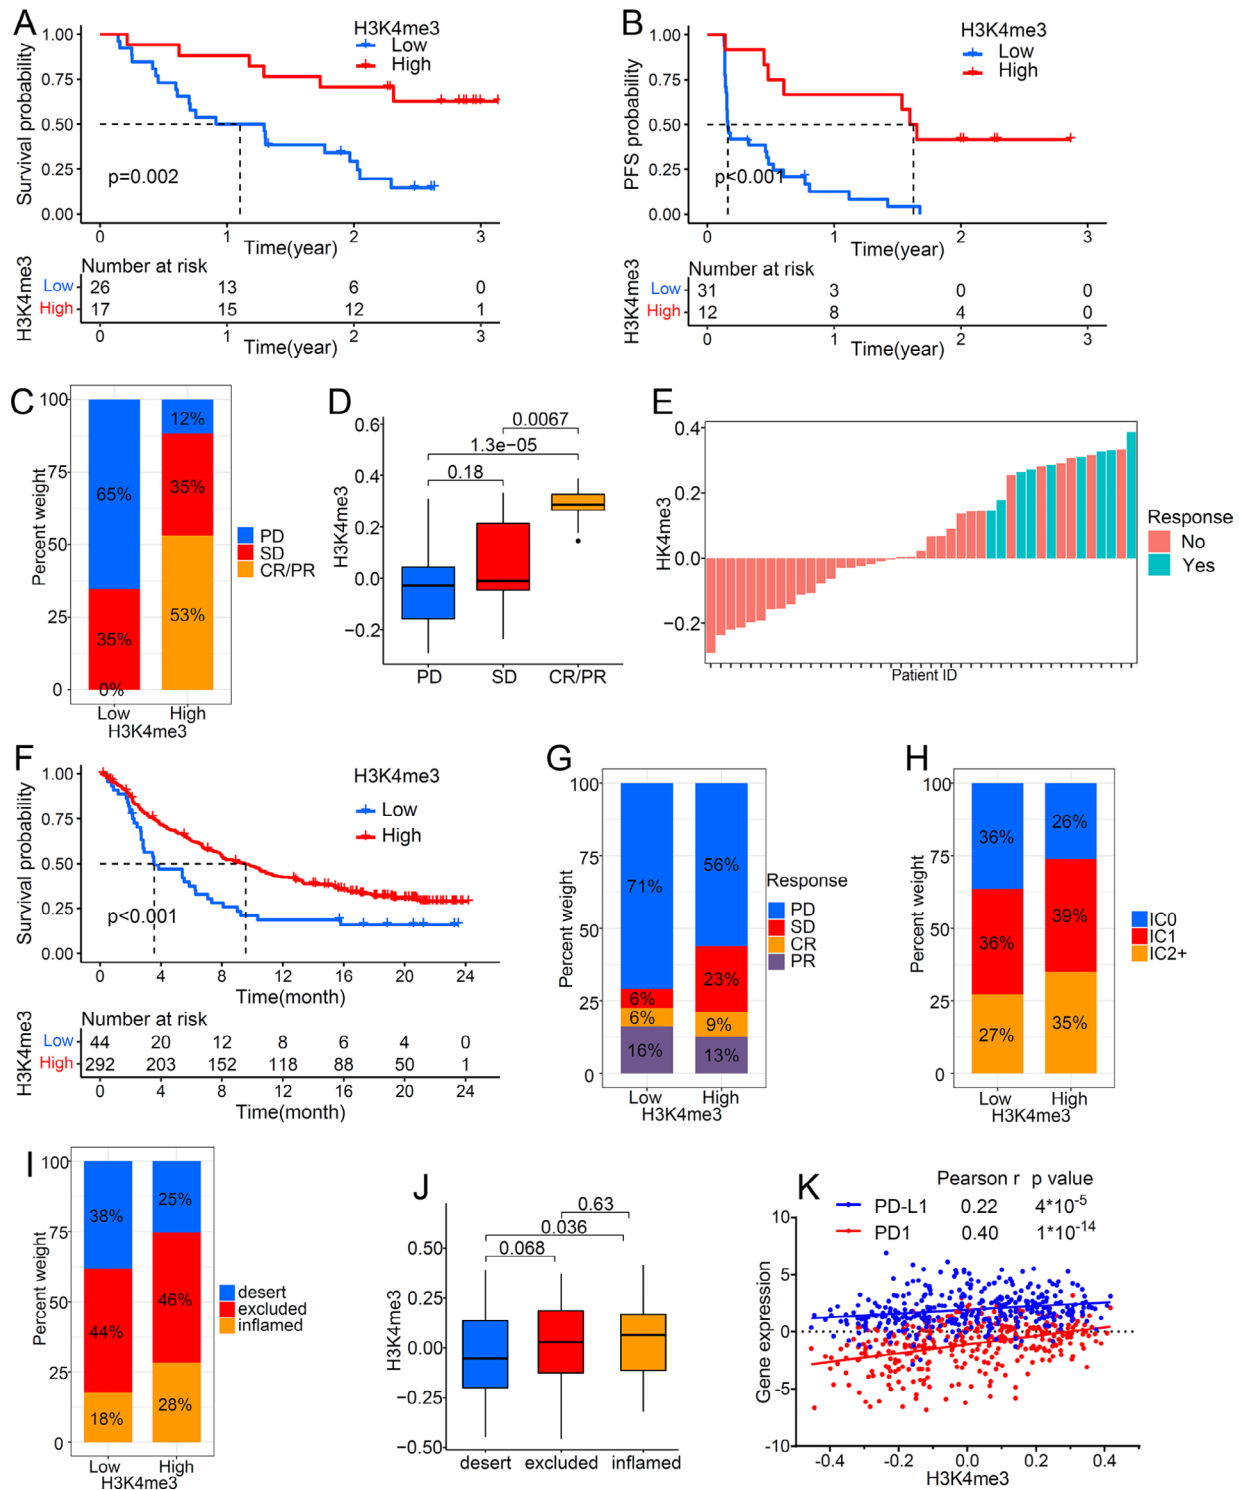 A
H3K4me3
Low
High
Survival probability
1.00
0.75
0.50
0.25
0.00
p=0.002
0 1 2 3
Time(year)
Number at risk
H3K4me3
Low 26 13 6 0
High 17 15 12 1
0 1 2 3
Time(year)
B
H3K4me3
Low
High
PFS probability
1.00
0.75
0.50
0.25
0.00
p<0.001
0 1 2 3
Time(year)
Number at risk
H3K4me3
Low 31 3 0 0
High 12 8 4 0
0 1 2 3
Time(year)
C
Percent weight
100
75
50
25
0
65%
35%
0%
12%
35%
53%
Low High
H3K4me3
PD
SD
CR/PR
D
H3K4me3
0.6
0.4
0.2
0.0
−0.2
0.0067
1.3e−05
0.18
PD SD CR/PR
E
HK4me3
0.4
0.2
0.0
−0.2
Patient ID
Response
No
Yes
F
H3K4me3
Low
High
Survival probability
1.00
0.75
0.50
0.25
0.00
p<0.001
0 4 8 12 16 20 24
Time(month)
Number at risk
H3K4me3
Low 44 20 12 8 6 4 0
High 292 203 152 118 88 50 1
0 4 8 12 16 20 24
Time(month)
G
Percent weight
100
75
50
25
0
71%
6%
6%
16%
56%
23%
9%
13%
Low High
H3K4me3
Response
PD
SD
CR
PR
H
Percent weight
100
75
50
25
0
36%
36%
27%
26%
39%
35%
Low High
H3K4me3
IC0
IC1
IC2+
I
Percent weight
100
75
50
25
0
38%
44%
18%
25%
46%
28%
Low High
H3K4me3
desert
excluded
inflamed
J
H3K4me3
0.50
0.25
0.00
−0.25
−0.50
0.63
0.036
0.068
desert excluded inflamed
K
Pearson r p value
PD-L1 0.22 4*10⁻⁵
PD1 0.40 1*10⁻¹⁴
Gene expression
10
5
0
-5
-10
-0.4 -0.2 0.0 0.2 0.4
H3K4me3